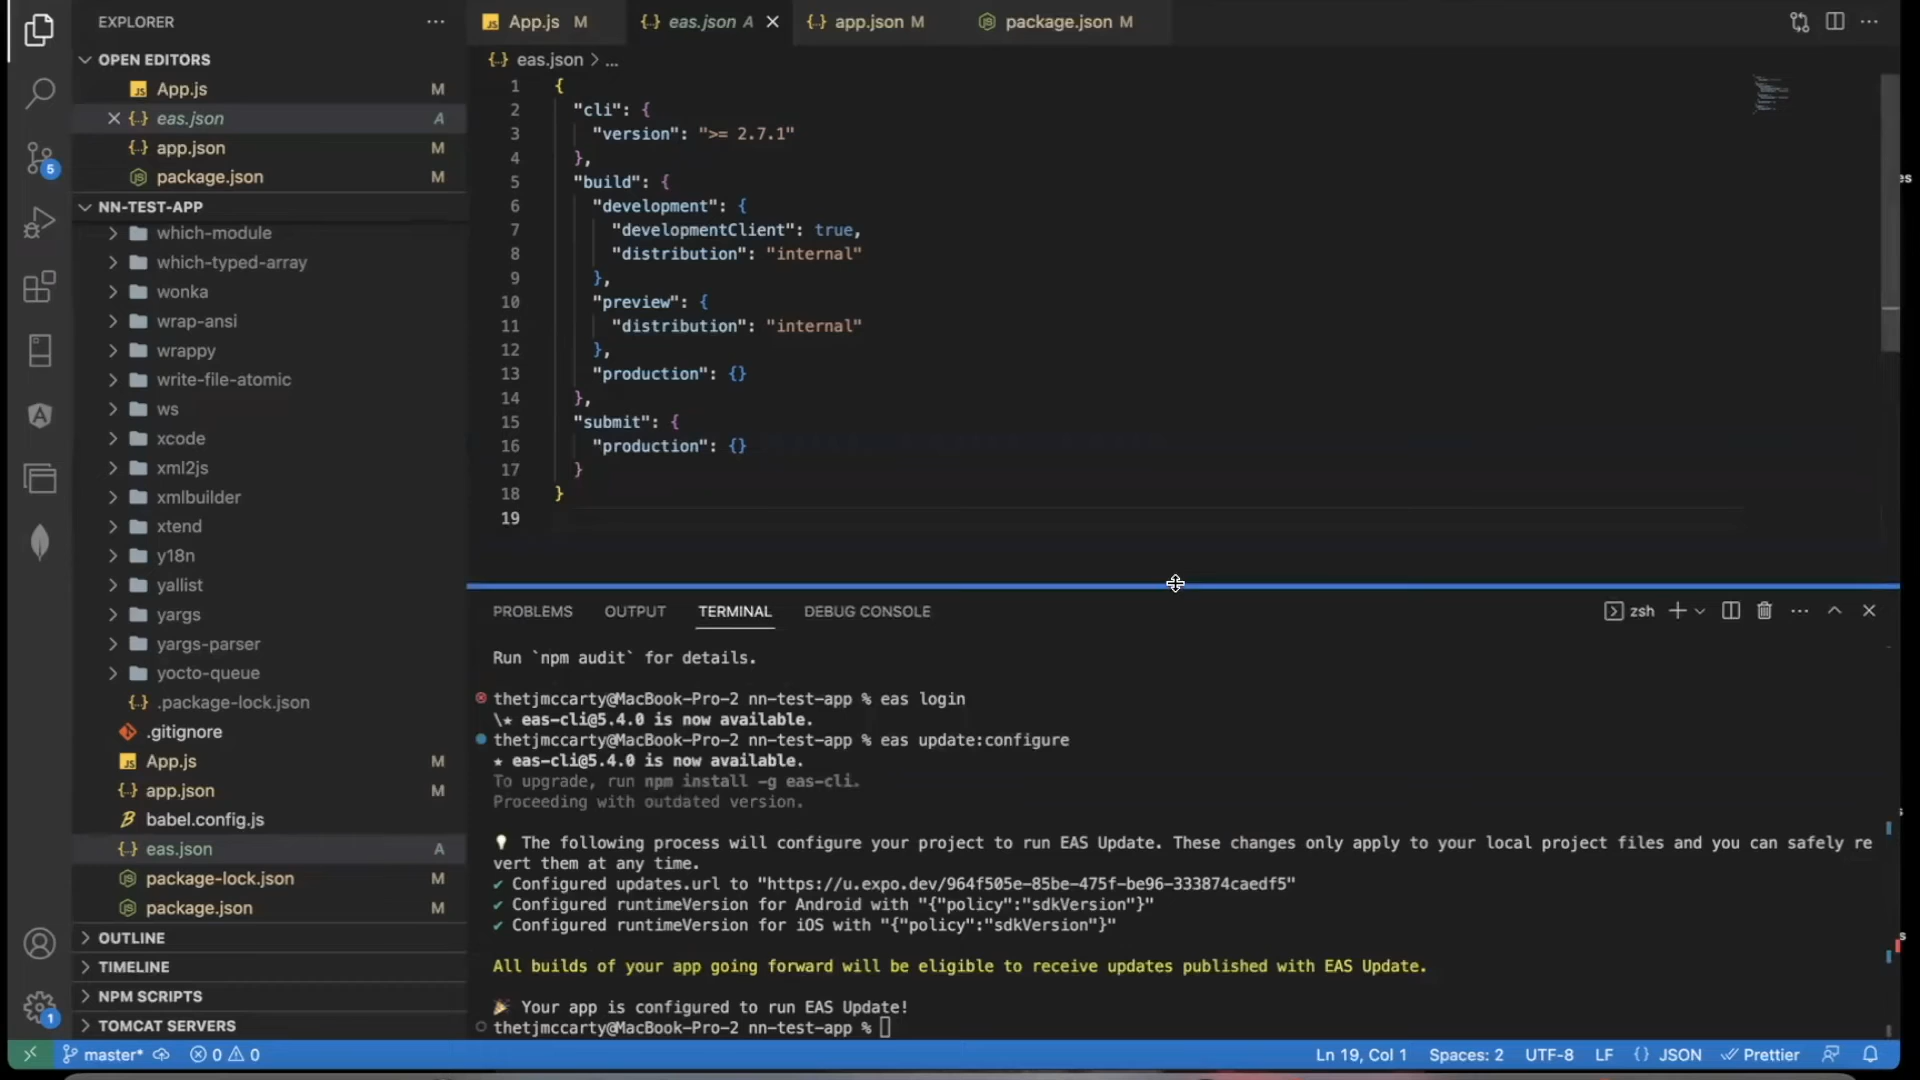 EXPLORER
OPEN EDITORS
App.js M
eas.json A
app.json M
package.json M
NN-TEST-APP
which-module
which-typed-array
wonka
wrap-ansi
wrappy
write-file-atomic
ws
xcode
xml2js
xmlbuilder
xtend
y18n
yallist
yargs
yargs-parser
yocto-queue
.package-lock.json
.gitignore
App.js M
app.json M
babel.config.js
eas.json A
package-lock.json M
package.json M
OUTLINE
TIMELINE
NPM SCRIPTS
TOMCAT SERVERS
5
1
App.js M eas.json A app.json M package.json M
eas.json > ...
1 {
2 "cli": {
3 "version": ">= 2.7.1"
4 },
5 "build": {
6 "development": {
7 "developmentClient": true,
8 "distribution": "internal"
9 },
10 "preview": {
11 "distribution": "internal"
12 },
13 "production": {}
14 },
15 "submit": {
16 "production": {}
17 }
18 }
19
PROBLEMS OUTPUT TERMINAL DEBUG CONSOLE zsh
Run `npm audit` for details.
thetjmccarty@MacBook-Pro-2 nn-test-app % eas login
\★ eas-cli@5.4.0 is now available.
thetjmccarty@MacBook-Pro-2 nn-test-app % eas update:configure
★ eas-cli@5.4.0 is now available.
To upgrade, run npm install -g eas-cli.
Proceeding with outdated version.
💡 The following process will configure your project to run EAS Update. These changes only apply to your local project files and you can safely re
vert them at any time.
✔ Configured updates.url to "https://u.expo.dev/964f505e-85be-475f-be96-333874caedf5"
✔ Configured runtimeVersion for Android with "{"policy":"sdkVersion"}"
✔ Configured runtimeVersion for iOS with "{"policy":"sdkVersion"}"
All builds of your app going forward will be eligible to receive updates published with EAS Update.
🎉 Your app is configured to run EAS Update!
thetjmccarty@MacBook-Pro-2 nn-test-app %
master* 0 0 Ln 19, Col 1 Spaces: 2 UTF-8 LF {} JSON Prettier